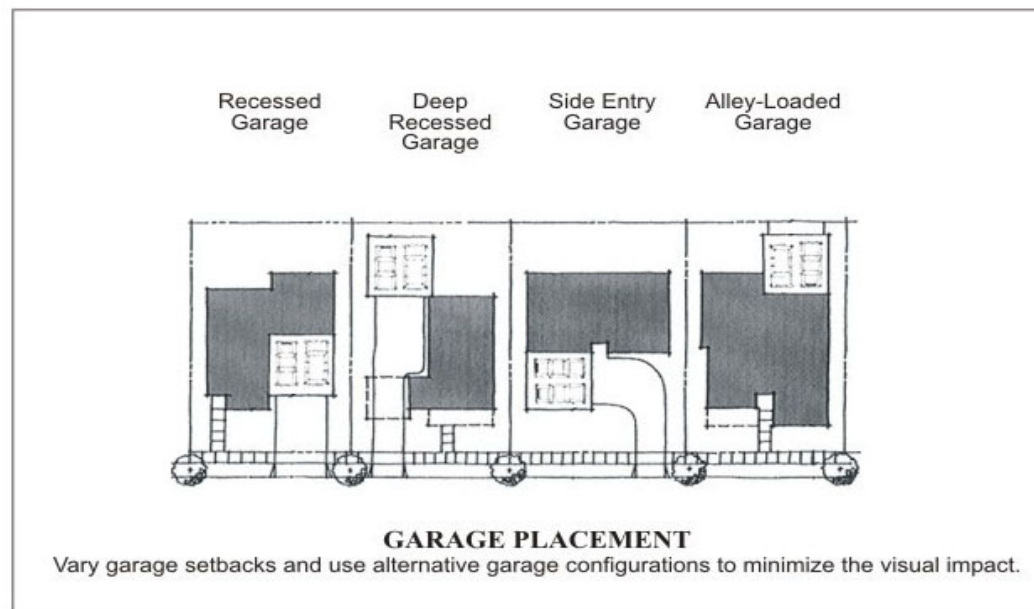 Recessed
Garage
Deep
Recessed
Garage
Side Entry
Garage
Alley-Loaded
Garage
GARAGE PLACEMENT
Vary garage setbacks and use alternative garage configurations to minimize the visual impact.